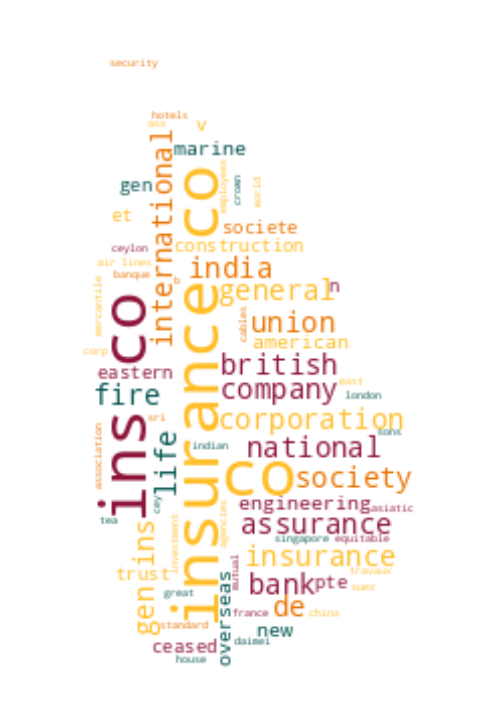 security
hotels
ass
v
marine
international
insurance co
employees
crown
world
gen
et
societe
ceylon
construction
air lines
banque
b
india
mercantile
general
n
ins co
cables
union
american
corp
british
eastern
company
east
fire
london
sri
corporation
sons
association
life
indian
national
co
society
cey
engineering
asiatic
tea
assurance
agencies
singapore
equitable
gen ins
investment
insurance
trust
mutual
travaux
bank
pte
suez
great
overseas
de
france
china
standard
new
daimei
ceased
house